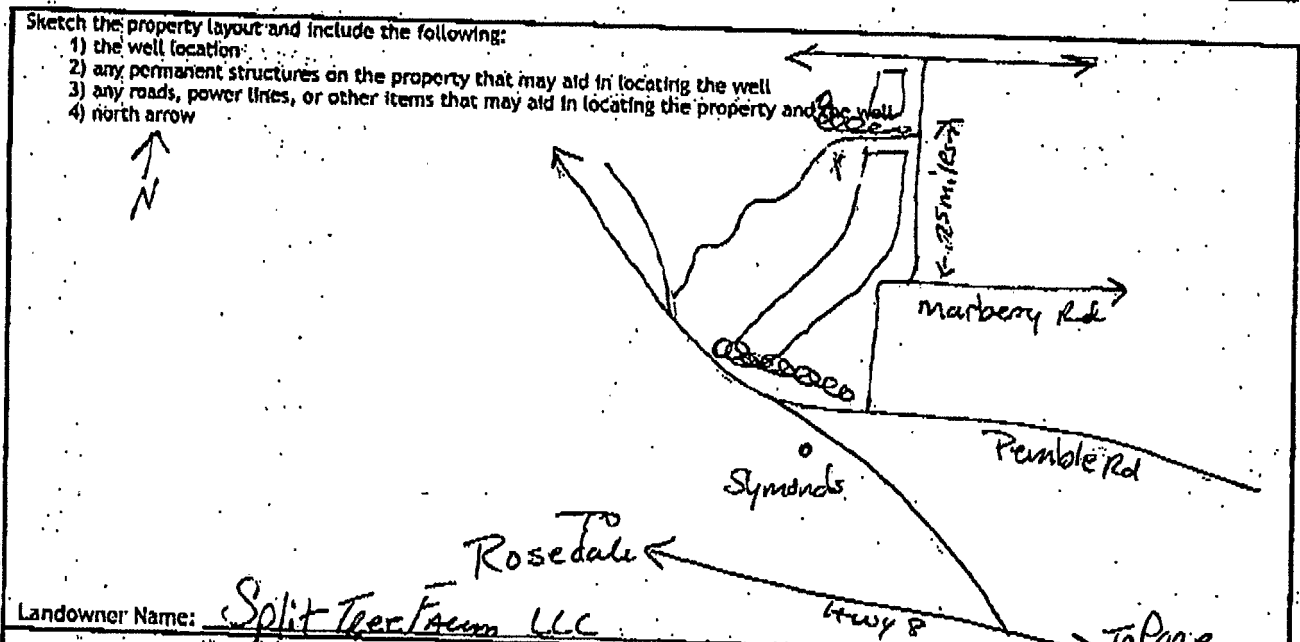 Sketch the property layout and include the following:
1) the well location
2) any permanent structures on the property that may aid in locating the well
3) any roads, power lines, or other items that may aid in locating the property and the well
4) north arrow
N
.25 miles
Marberry Rd
Pemble Rd
Symonds
To
Rosedale
Hwy 8
To
Landowner Name: Split Tree Farm LLC